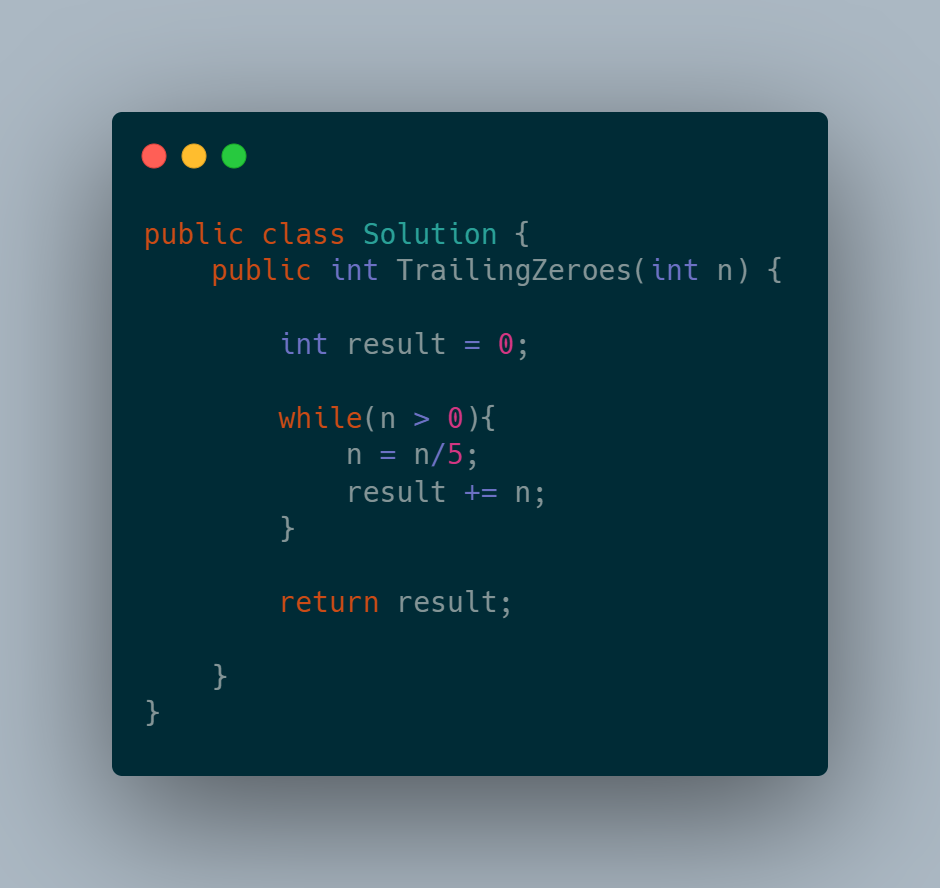 public class Solution {
    public int TrailingZeroes(int n) {
        int result = 0;
        while(n > 0){
            n = n/5;
            result += n;
        }
        return result;
    }
}